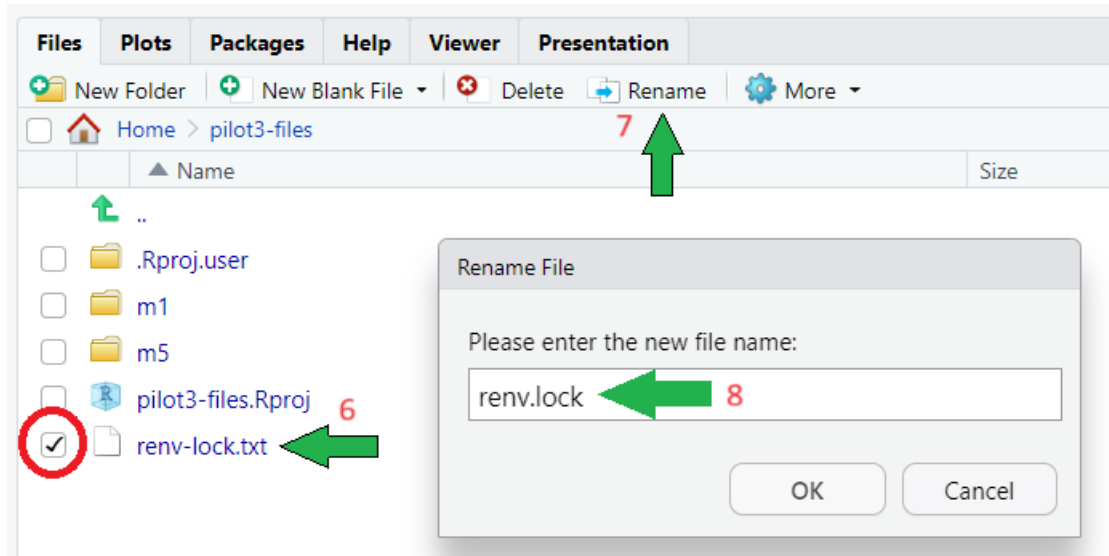 Files Plots Packages Help Viewer Presentation
New Folder New Blank File Delete Rename More
Home pilot3-files 7
Name Size
..
.Rproj.user
m1
m5
pilot3-files.Rproj
6
renv-lock.txt
Rename File
Please enter the new file name:
renv.lock 8
OK Cancel